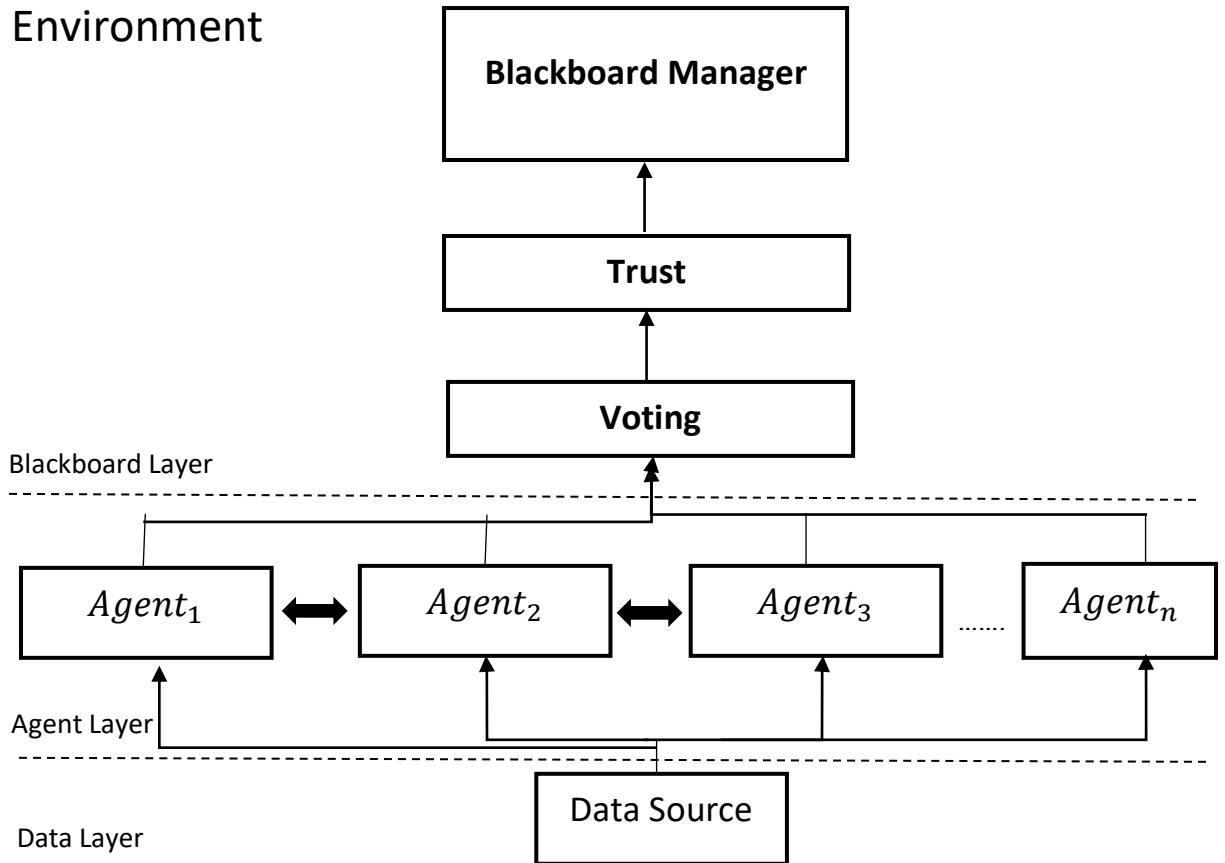 Environment
Blackboard Manager
Trust
Voting
Blackboard Layer
Agent₁
Agent₂
Agent₃
.......
Agentₙ
Agent Layer
Data Source
Data Layer